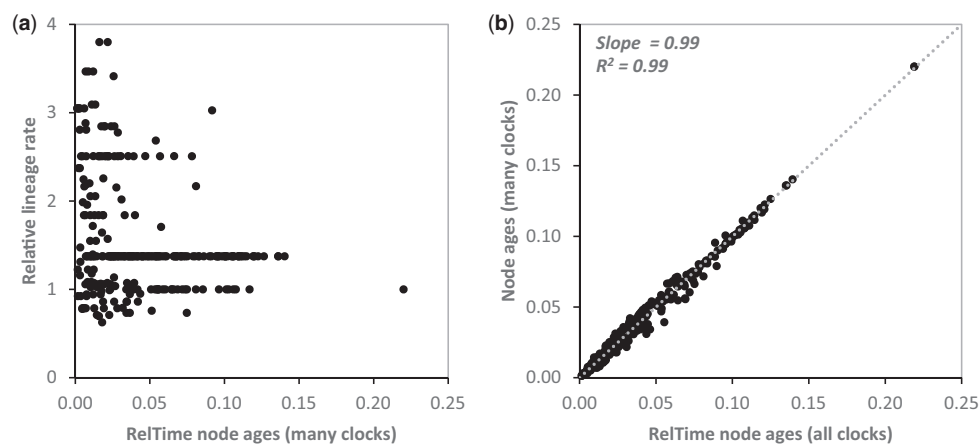 (a)
4
3
2
1
0
Relative lineage rate
0.00 0.05 0.10 0.15 0.20 0.25
RelTime node ages (many clocks)
(b)
Slope = 0.99
R² = 0.99
0.25
0.20
0.15
0.10
0.05
0.00
Node ages (many clocks)
0.00 0.05 0.10 0.15 0.20 0.25
RelTime node ages (all clocks)